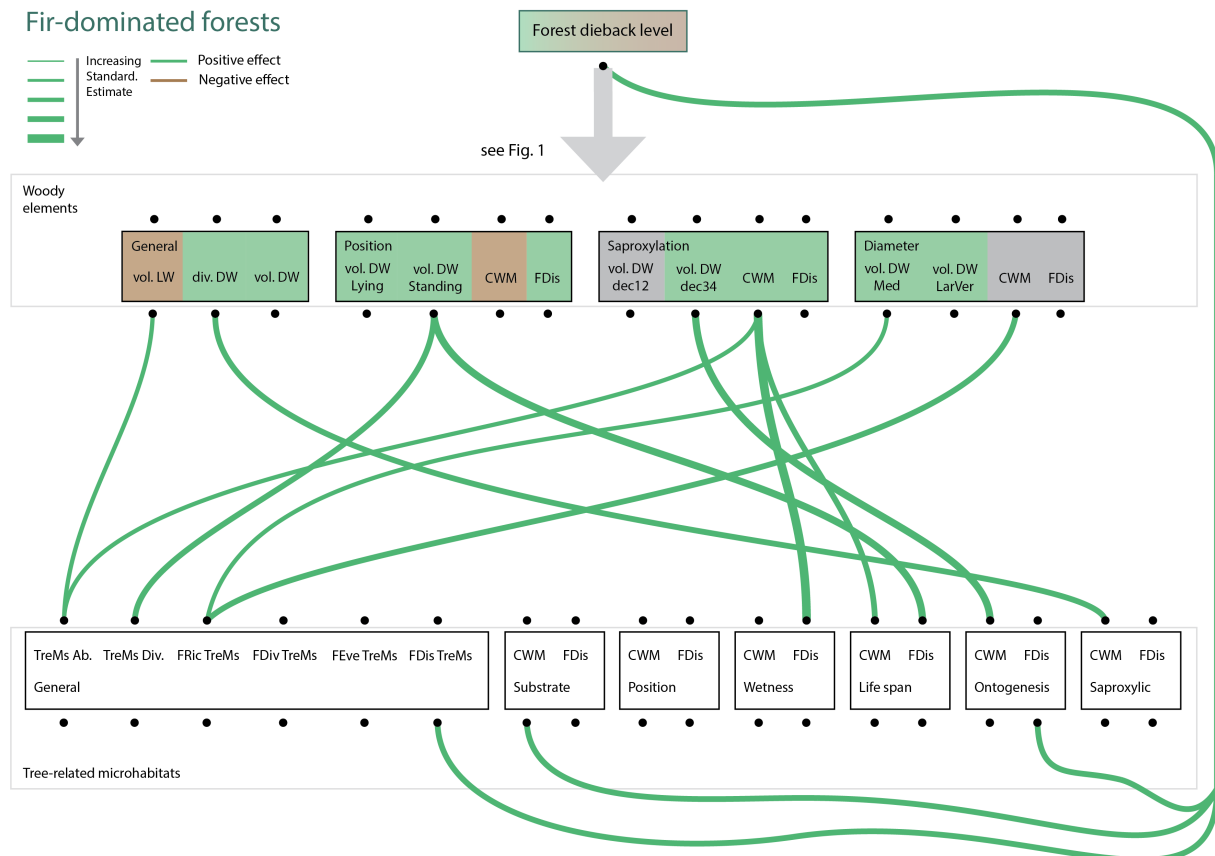 Fir-dominated forests
Increasing
Standard.
Estimate
Positive effect
Negative effect
Forest dieback level
see Fig. 1
Woody
elements
General
vol. LW div. DW vol. DW
Position
vol. DW
Lying
vol. DW
Standing
CWM FDis
Saproxylation
vol. DW
dec12
vol. DW
dec34
CWM FDis
Diameter
vol. DW
Med
vol. DW
LarVer
CWM FDis
TreMs Ab. TreMs Div. FRic TreMs FDiv TreMs FEve TreMs FDis TreMs
General
CWM FDis
Substrate
CWM FDis
Position
CWM FDis
Wetness
CWM FDis
Life span
CWM FDis
Ontogenesis
CWM FDis
Saproxylic
Tree-related microhabitats